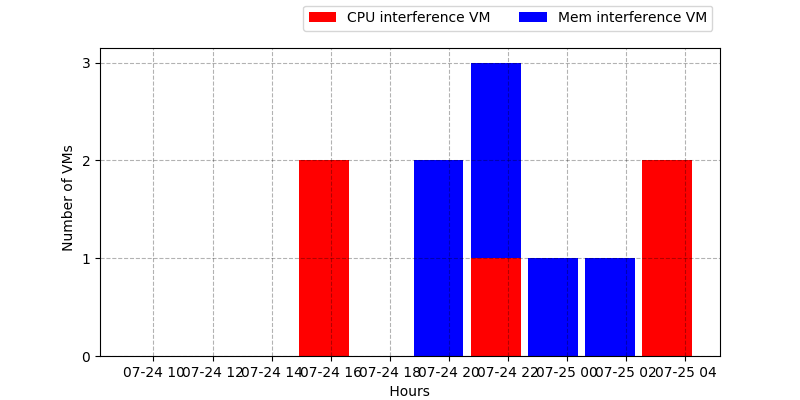 CPU interference VM Mem interference VM
3
2
1
0
Number of VMs
07-24 10 07-24 12 07-24 14 07-24 16 07-24 18 07-24 20 07-24 22 07-25 00 07-25 02 07-25 04
Hours